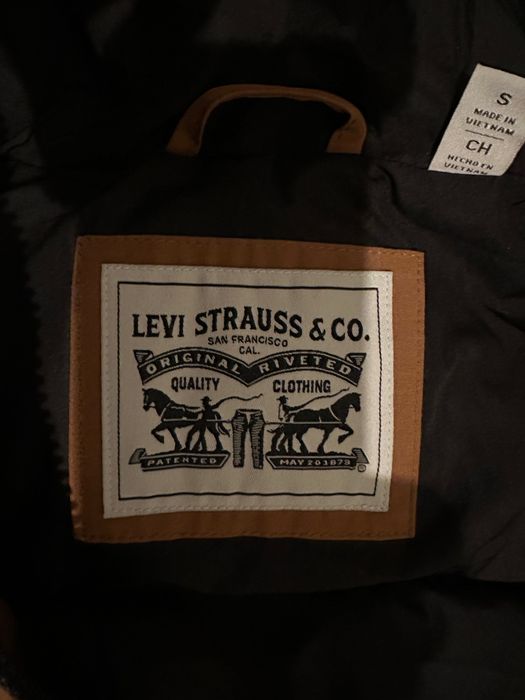 S
MADE IN
VIETNAM
CH
HECHO EN
VIETNAM
LEVI STRAUSS & CO.
SAN FRANCISCO
CAL.
ORIGINAL RIVETED
QUALITY CLOTHING
PATENTED MAY 20 1873
®